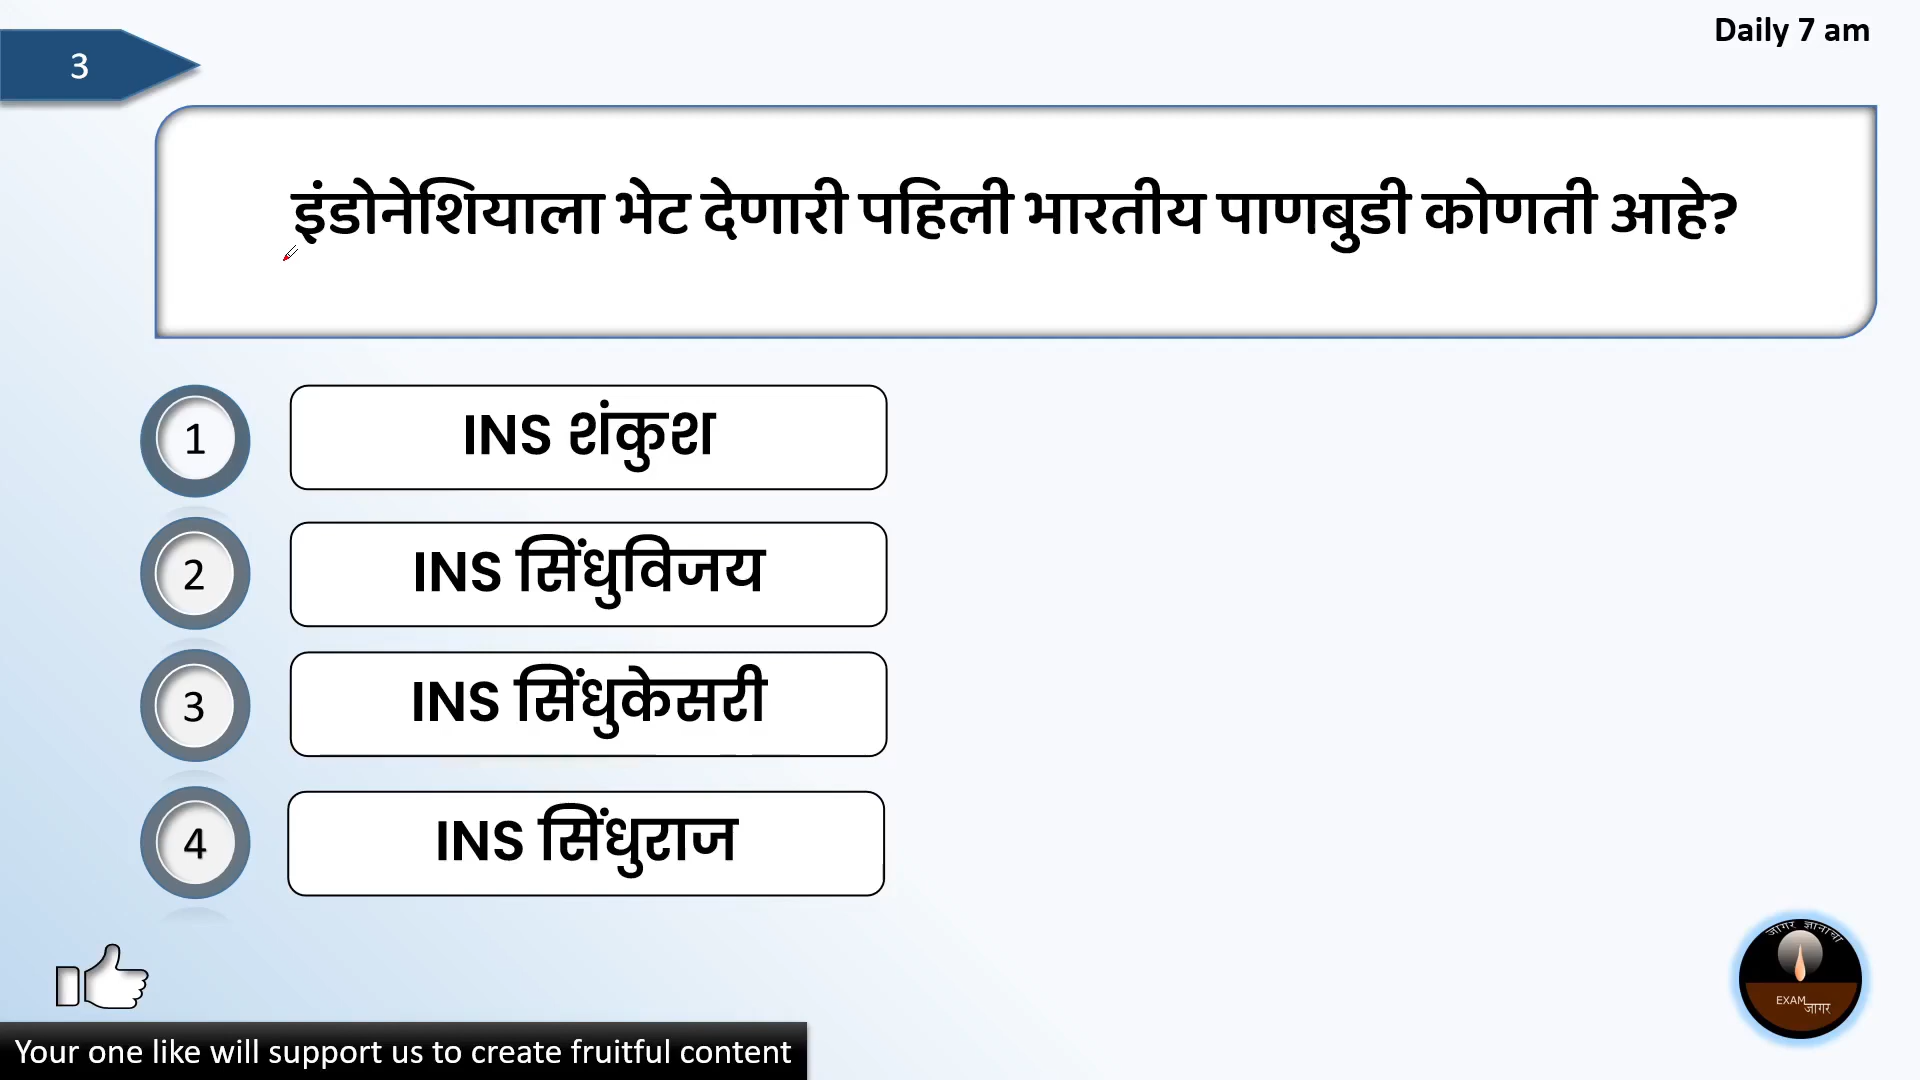 Daily 7 am
3
इंडोनेशियाला भेट देणारी पहिली भारतीय पाणबुडी कोणती आहे?
1
INS शंकुश
2
INS सिंधुविजय
3
INS सिंधुकेसरी
4
INS सिंधुराज
जागर ज्ञानाचा
EXAM
जागर
Your one like will support us to create fruitful content